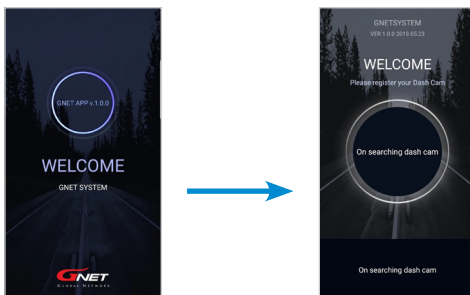 GNET APP v.1.0.0
WELCOME
GNET SYSTEM
GNET
GLOBAL NETWORK
GNETSYSTEM
VER 1.0.0 2019.05.23
WELCOME
Please register your Dash Cam
On searching dash cam
On searching dash cam